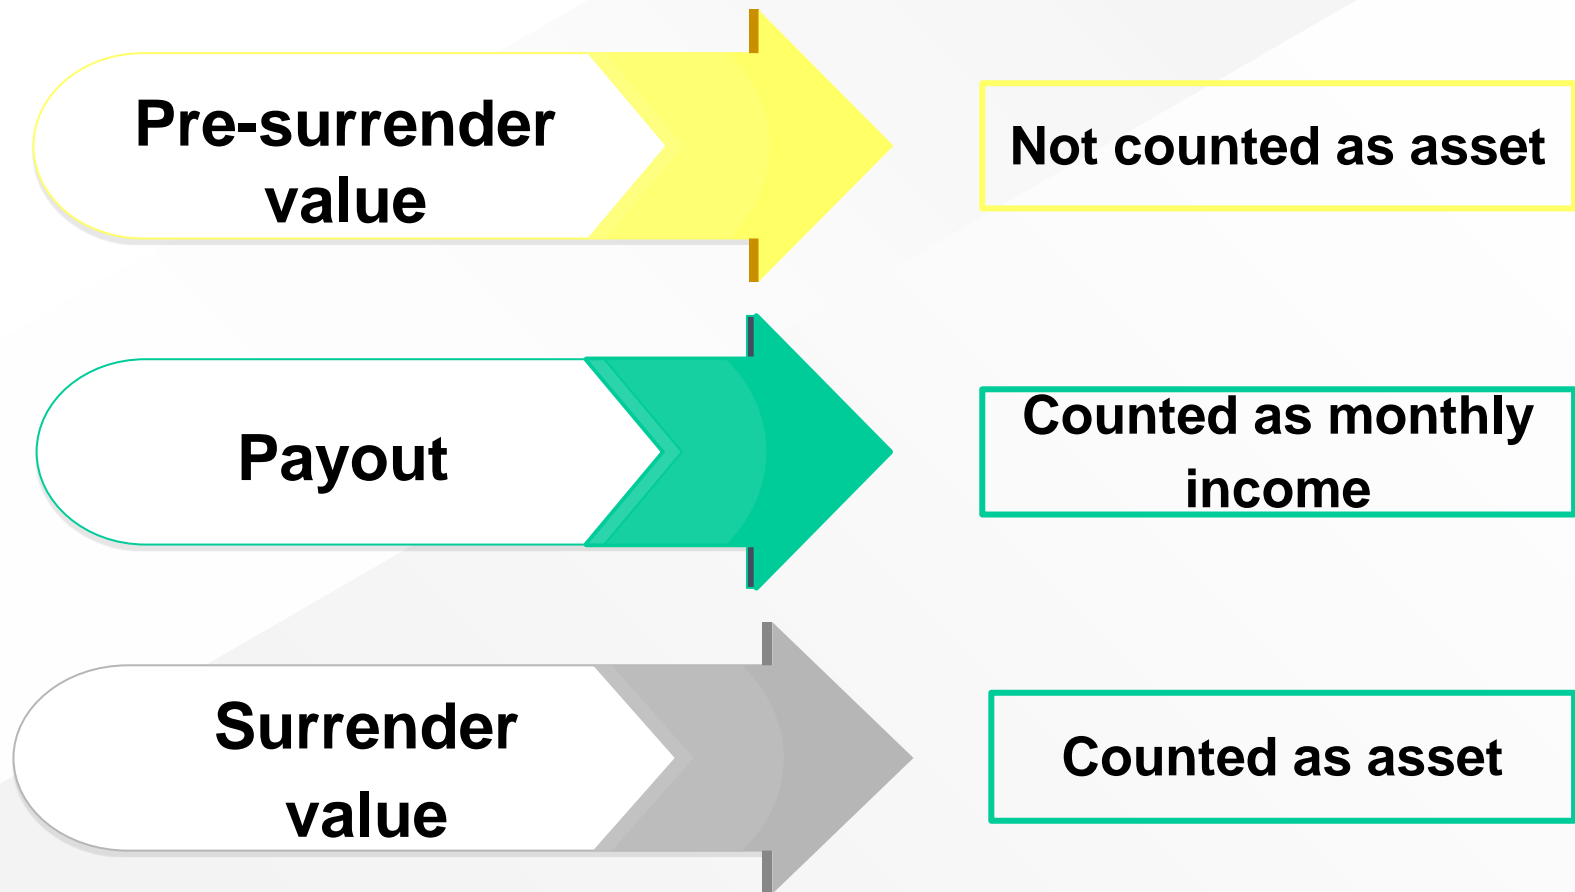 Pre-surrender
value
Not counted as asset
Payout
Counted as monthly
income
Surrender
value
Counted as asset